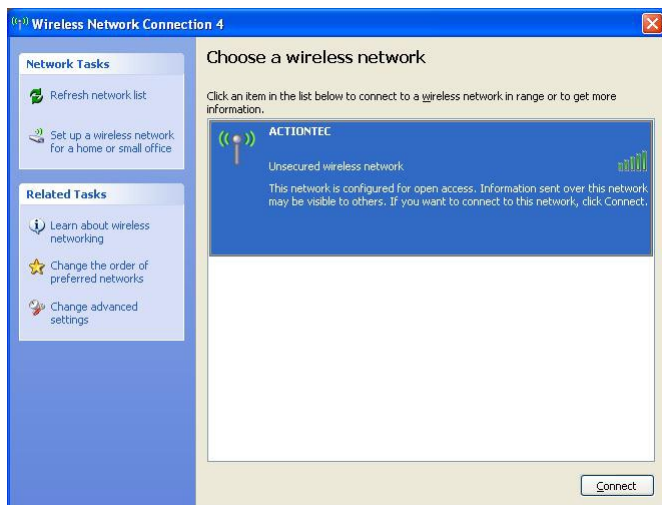 Wireless Network Connection 4
Network Tasks
Refresh network list
Set up a wireless network
for a home or small office
Related Tasks
Learn about wireless
networking
Change the order of
preferred networks
Change advanced
settings
Choose a wireless network
Click an item in the list below to connect to a wireless network in range or to get more
information.
ACTIONTEC
Unsecured wireless network
This network is configured for open access. Information sent over this network
may be visible to others. If you want to connect to this network, click Connect.
Connect